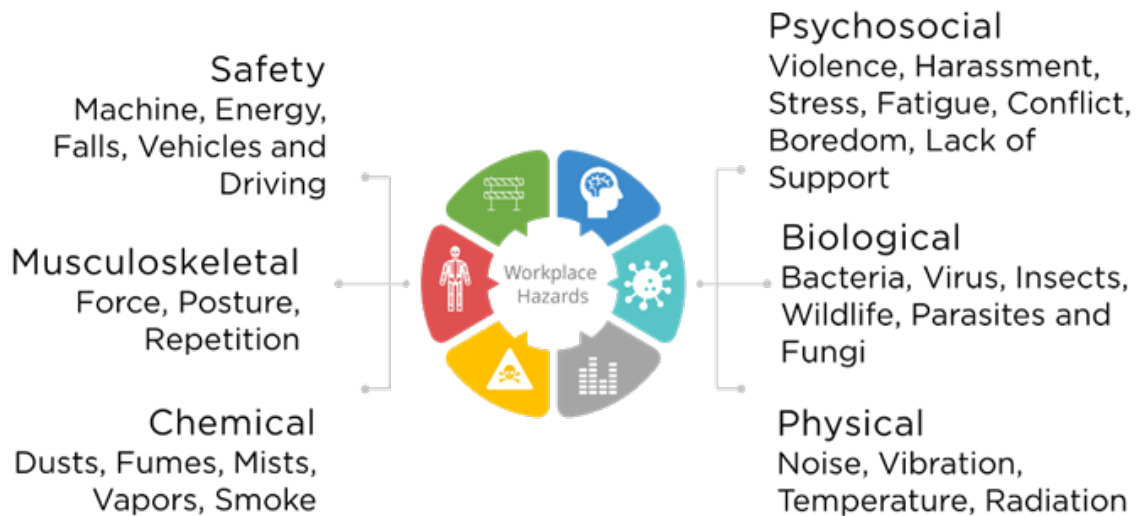 Safety
Machine, Energy,
Falls, Vehicles and
Driving
Musculoskeletal
Force, Posture,
Repetition
Chemical
Dusts, Fumes, Mists,
Vapors, Smoke
Workplace
Hazards
Psychosocial
Violence, Harassment,
Stress, Fatigue, Conflict,
Boredom, Lack of
Support
Biological
Bacteria, Virus, Insects,
Wildlife, Parasites and
Fungi
Physical
Noise, Vibration,
Temperature, Radiation